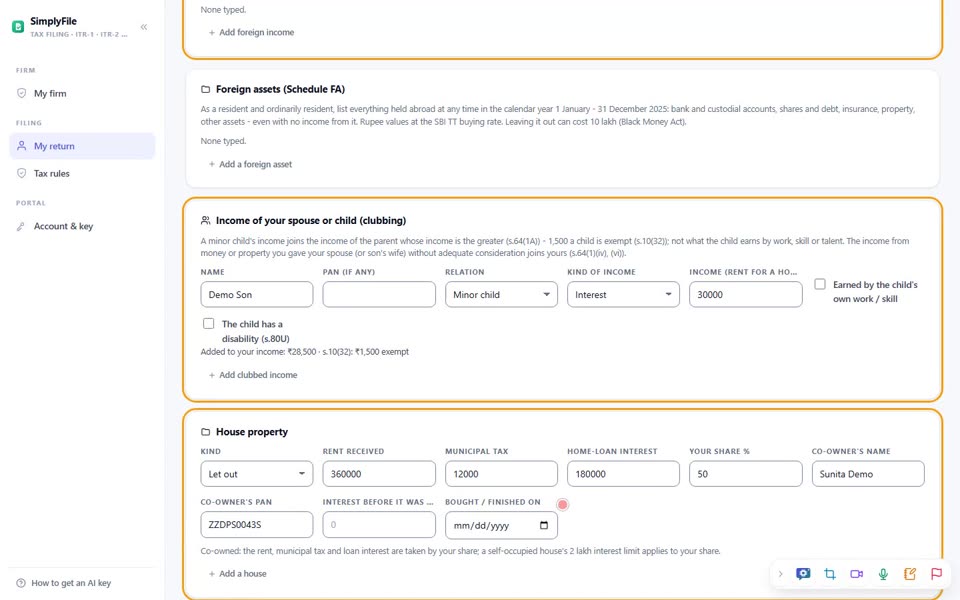 SimplyFile
TAX FILING · ITR-1 · ITR-2 ...
FIRM
My firm
FILING
My return
Tax rules
PORTAL
Account & key
How to get an AI key
None typed.
+ Add foreign income
Foreign assets (Schedule FA)
As a resident and ordinarily resident, list everything held abroad at any time in the calendar year 1 January - 31 December 2025: bank and custodial accounts, shares and debt, insurance, property,
other assets - even with no income from it. Rupee values at the SBI TT buying rate. Leaving it out can cost 10 lakh (Black Money Act).
None typed.
+ Add a foreign asset
Income of your spouse or child (clubbing)
A minor child's income joins the income of the parent whose income is the greater (s.64(1A)) - 1,500 a child is exempt (s.10(32)); not what the child earns by work, skill or talent. The income from
money or property you gave your spouse (or son's wife) without adequate consideration joins yours (s.64(1)(iv), (vi)).
NAME PAN (IF ANY) RELATION KIND OF INCOME INCOME (RENT FOR A HO...
Demo Son Minor child Interest 30000 Earned by the child's
own work / skill
The child has a
disability (s.80U)
Added to your income: ₹28,500 · s.10(32): ₹1,500 exempt
+ Add clubbed income
House property
KIND RENT RECEIVED MUNICIPAL TAX HOME-LOAN INTEREST YOUR SHARE % CO-OWNER'S NAME
Let out 360000 12000 180000 50 Sunita Demo
CO-OWNER'S PAN INTEREST BEFORE IT WAS ... BOUGHT / FINISHED ON
ZZDPS0043S 0 mm/dd/yyyy
Co-owned: the rent, municipal tax and loan interest are taken by your share; a self-occupied house's 2 lakh interest limit applies to your share.
+ Add a house